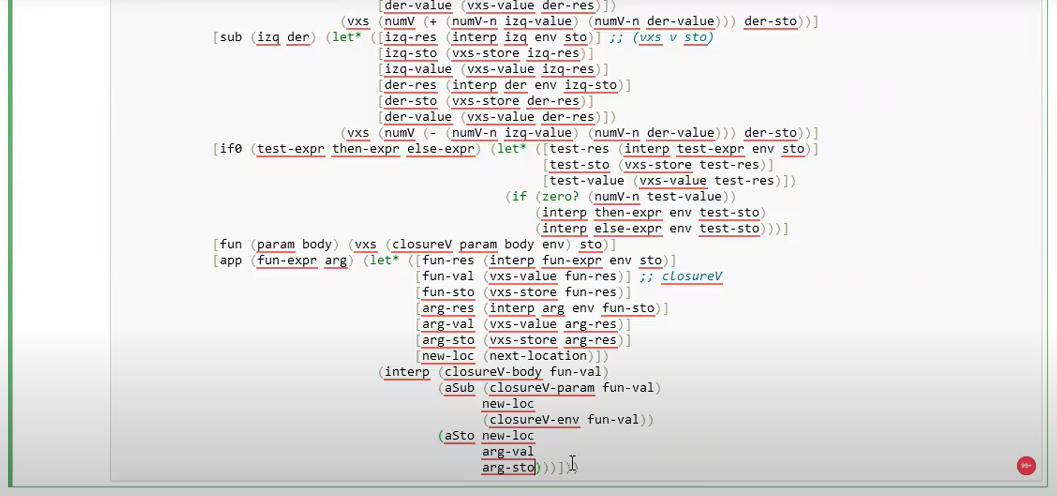 [der-value (vxs-value der-res)])
(vxs (numV (+ (numV-n izq-value) (numV-n der-value))) der-sto))]
[sub (izq der) (let* ([izq-res (interp izq env sto)] ;; (vxs v sto)
[izq-sto (vxs-store izq-res)]
[izq-value (vxs-value izq-res)]
[der-res (interp der env izq-sto)]
[der-sto (vxs-store der-res)]
[der-value (vxs-value der-res)])
(vxs (numV (- (numV-n izq-value) (numV-n der-value))) der-sto))]
[if0 (test-expr then-expr else-expr) (let* ([test-res (interp test-expr env sto)]
[test-sto (vxs-store test-res)]
[test-value (vxs-value test-res)])
(if (zero? (numV-n test-value))
(interp then-expr env test-sto)
(interp else-expr env test-sto)))]
[fun (param body) (vxs (closureV param body env) sto)]
[app (fun-expr arg) (let* ([fun-res (interp fun-expr env sto)]
[fun-val (vxs-value fun-res)] ;; closureV
[fun-sto (vxs-store fun-res)]
[arg-res (interp arg env fun-sto)]
[arg-val (vxs-value arg-res)]
[arg-sto (vxs-store arg-res)]
[new-loc (next-location)])
(interp (closureV-body fun-val)
(aSub (closureV-param fun-val)
new-loc
(closureV-env fun-val))
(aSto new-loc
arg-val
arg-sto)))]))
99+